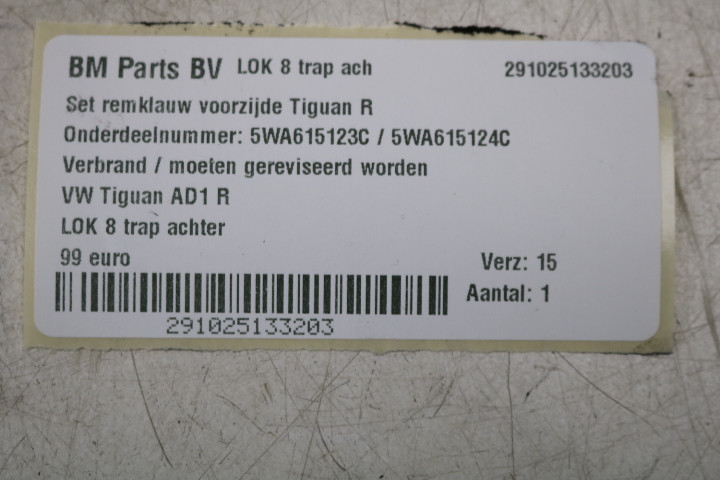 BM Parts BV LOK 8 trap ach 291025133203
Set remklauw voorzijde Tiguan R
Onderdeelnummer: 5WA615123C / 5WA615124C
Verbrand / moeten gereviseerd worden
VW Tiguan AD1 R
LOK 8 trap achter
99 euro Verz: 15
Aantal: 1
291025133203